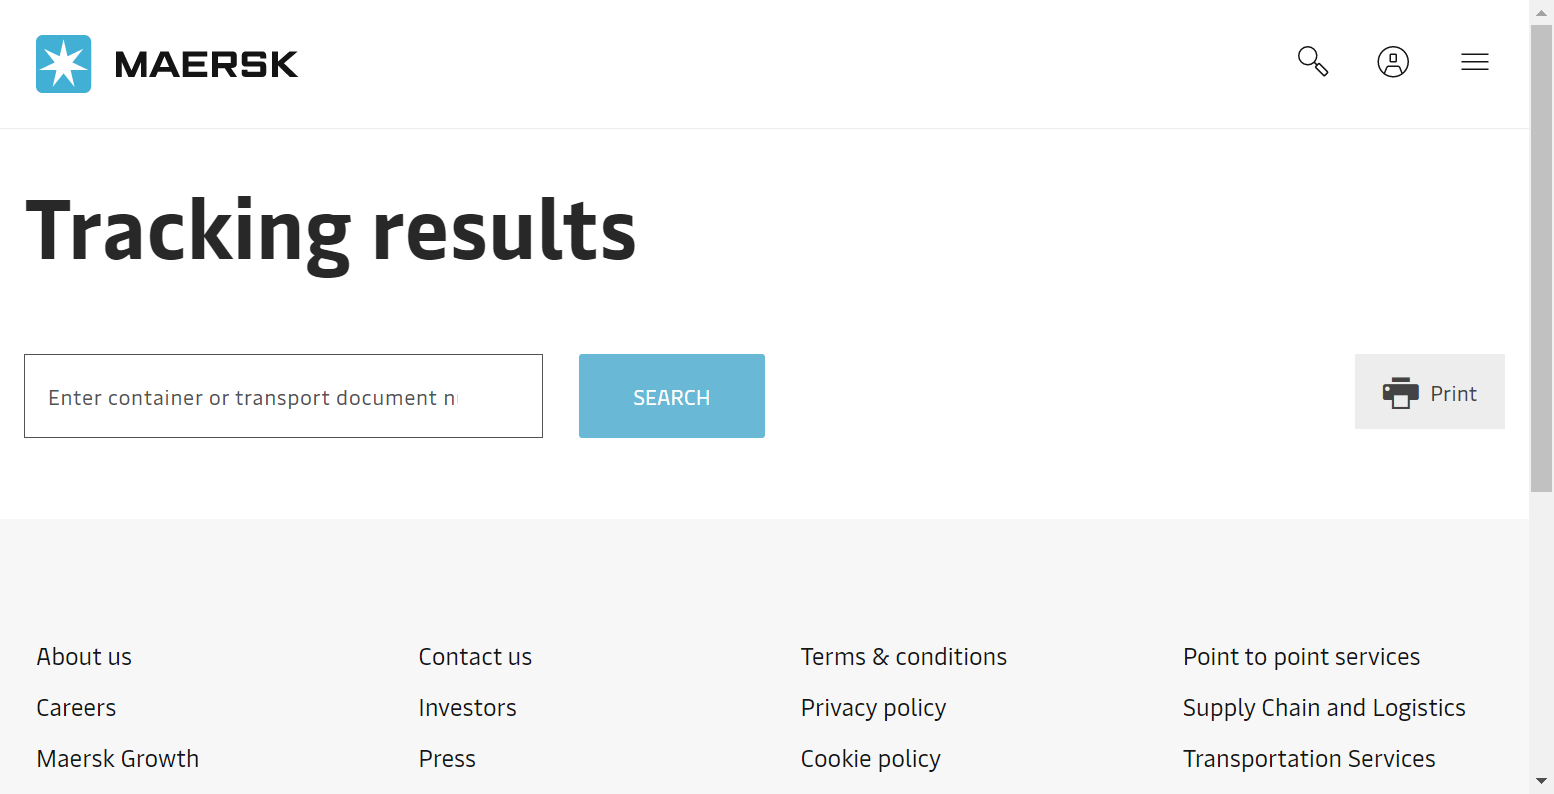 MAERSK
Tracking results
Enter container or transport document n
SEARCH
Print
About us
Contact us
Terms & conditions
Point to point services
Careers
Investors
Privacy policy
Supply Chain and Logistics
Maersk Growth
Press
Cookie policy
Transportation Services